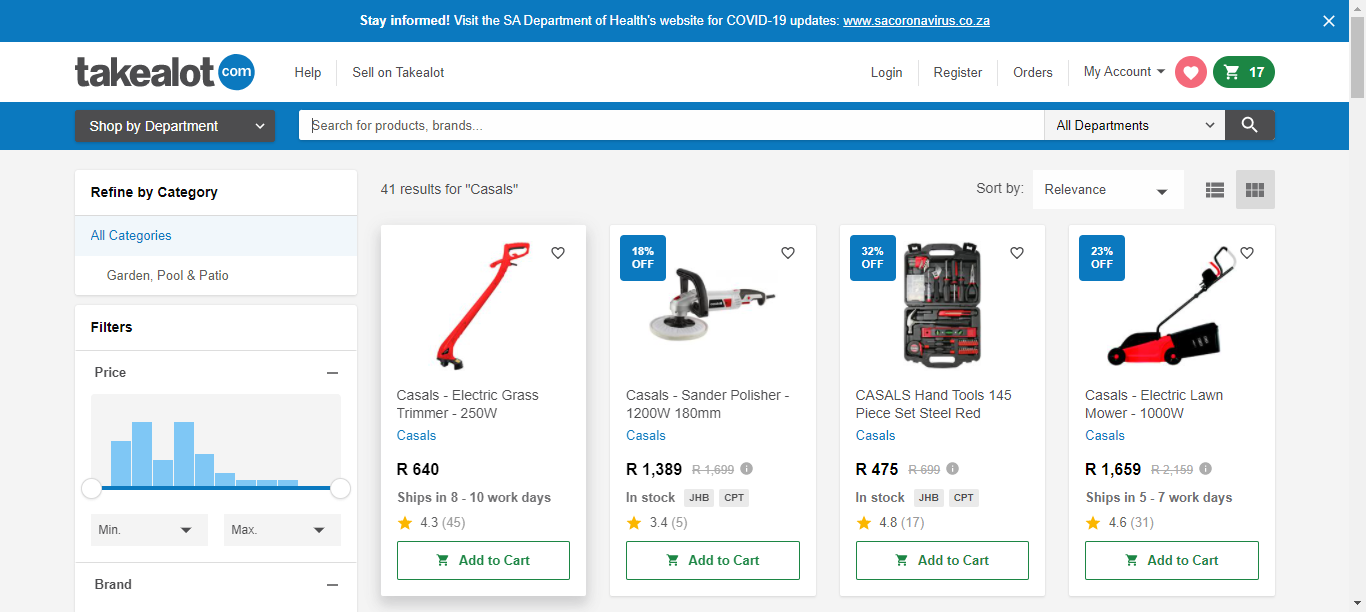 Stay informed! Visit the SA Department of Health's website for COVID-19 updates: www.sacoronavirus.co.za
takealot com
Help
Sell on Takealot
Login
Register
Orders
My Account
17
Shop by Department
Search for products, brands...
All Departments
Refine by Category
All Categories
Garden, Pool & Patio
Filters
Price
Min.
Max.
Brand
41 results for "Casals"
Sort by:
Relevance
Casals - Electric Grass
Trimmer - 250W
Casals
R 640
Ships in 8 - 10 work days
4.3 (45)
Add to Cart
18%
OFF
Casals - Sander Polisher -
1200W 180mm
Casals
R 1,389 R 1,699
In stock JHB CPT
3.4 (5)
Add to Cart
32%
OFF
CASALS Hand Tools 145
Piece Set Steel Red
Casals
R 475 R 699
In stock JHB CPT
4.8 (17)
Add to Cart
23%
OFF
Casals - Electric Lawn
Mower - 1000W
Casals
R 1,659 R 2,159
Ships in 5 - 7 work days
4.6 (31)
Add to Cart